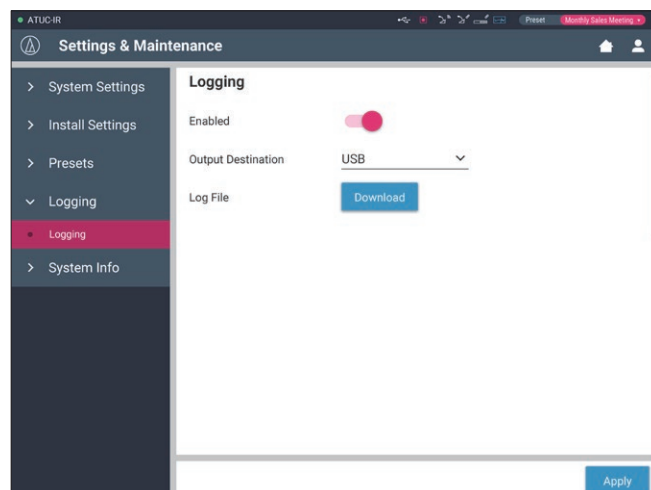 ATUC-IR
Preset Monthly Sales Meeting
Settings & Maintenance
System Settings
Install Settings
Presets
Logging
Logging
System Info
Logging
Enabled
Output Destination USB
Log File Download
Apply